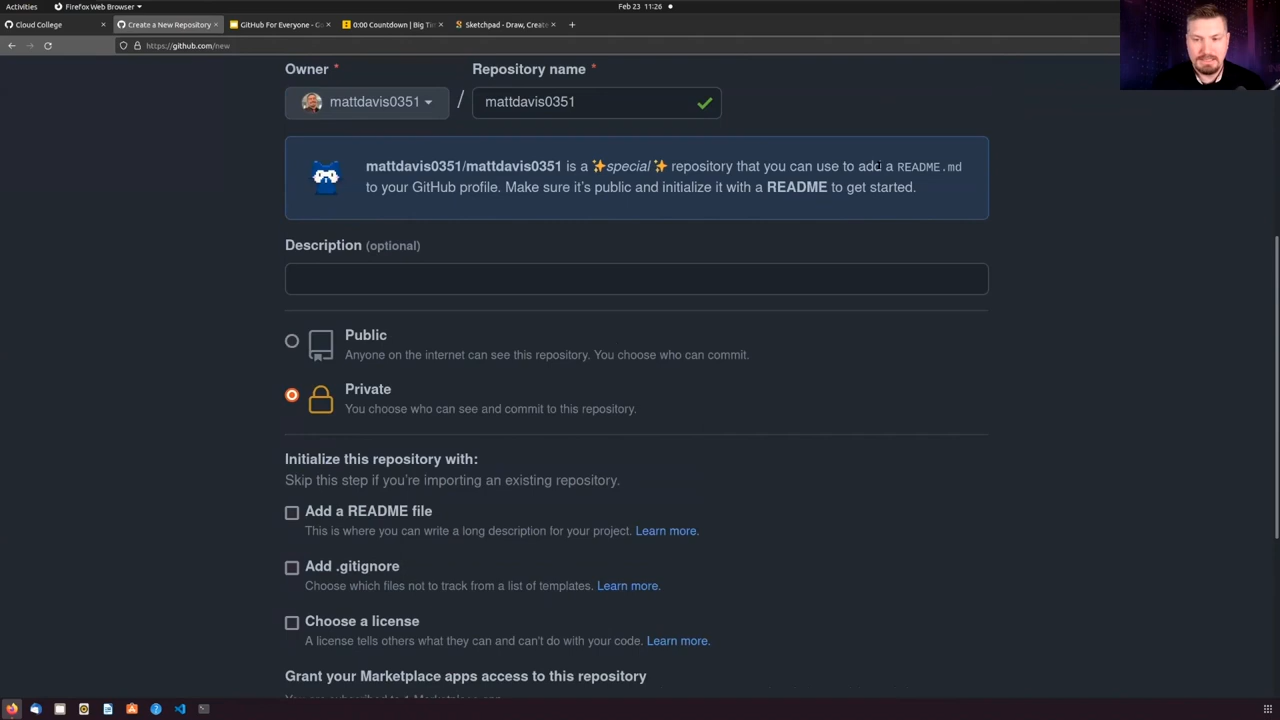 Activities
Firefox Web Browser
Feb 23 11:26
Cloud College
Create a New Repository
GitHub For Everyone - G
0:00 Countdown | Big Ti
Sketchpad - Draw, Create
https://github.com/new
Owner *
Repository name *
mattdavis0351
/
mattdavis0351
mattdavis0351/mattdavis0351 is a ✨special✨ repository that you can use to add a README.md
to your GitHub profile. Make sure it's public and initialize it with a README to get started.
Description (optional)
Public
Anyone on the internet can see this repository. You choose who can commit.
Private
You choose who can see and commit to this repository.
Initialize this repository with:
Skip this step if you're importing an existing repository.
Add a README file
This is where you can write a long description for your project. Learn more.
Add .gitignore
Choose which files not to track from a list of templates. Learn more.
Choose a license
A license tells others what they can and can't do with your code. Learn more.
Grant your Marketplace apps access to this repository